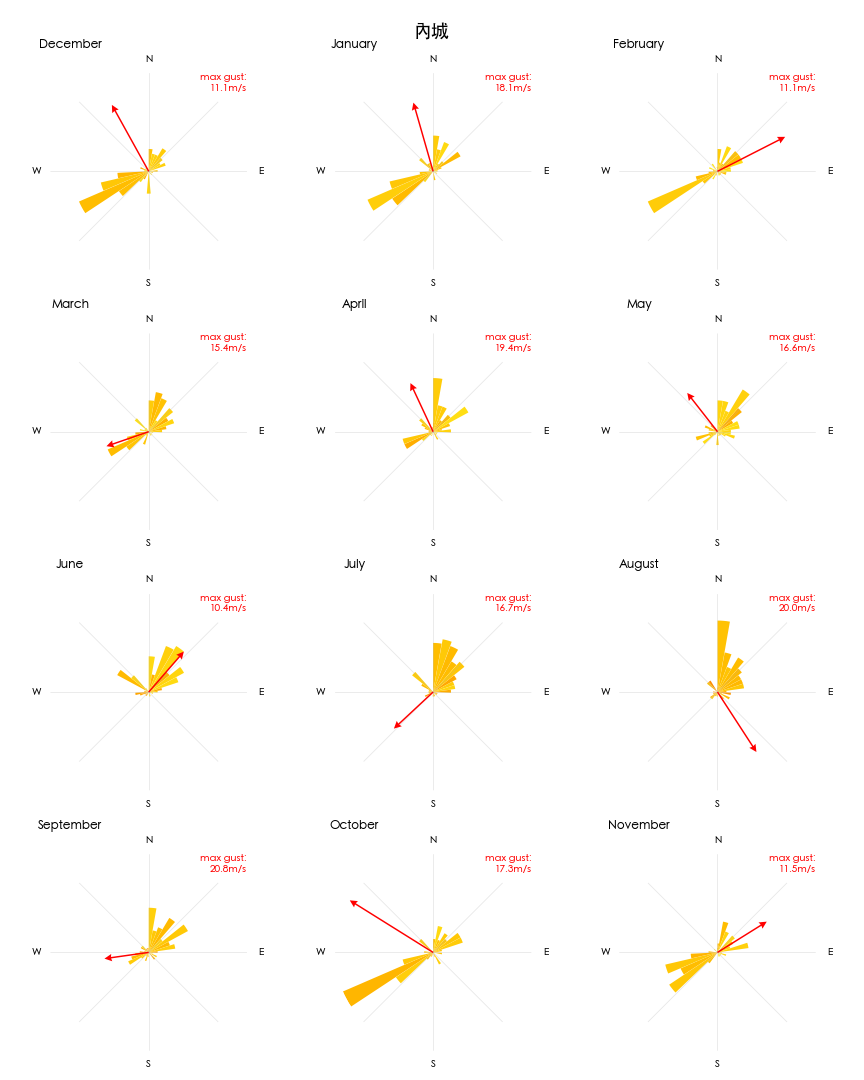 內城
December
January
February
N
N
N
max gust:
11.1m/s
max gust:
18.1m/s
max gust:
11.1m/s
W
E
W
E
W
E
S
S
S
March
April
May
N
N
N
max gust:
15.4m/s
max gust:
19.4m/s
max gust:
16.6m/s
W
E
W
E
W
E
S
S
S
June
July
August
N
N
N
max gust:
10.4m/s
max gust:
16.7m/s
max gust:
20.0m/s
W
E
W
E
W
E
S
S
S
September
October
November
N
N
N
max gust:
20.8m/s
max gust:
17.3m/s
max gust:
11.5m/s
W
E
W
E
W
E
S
S
S